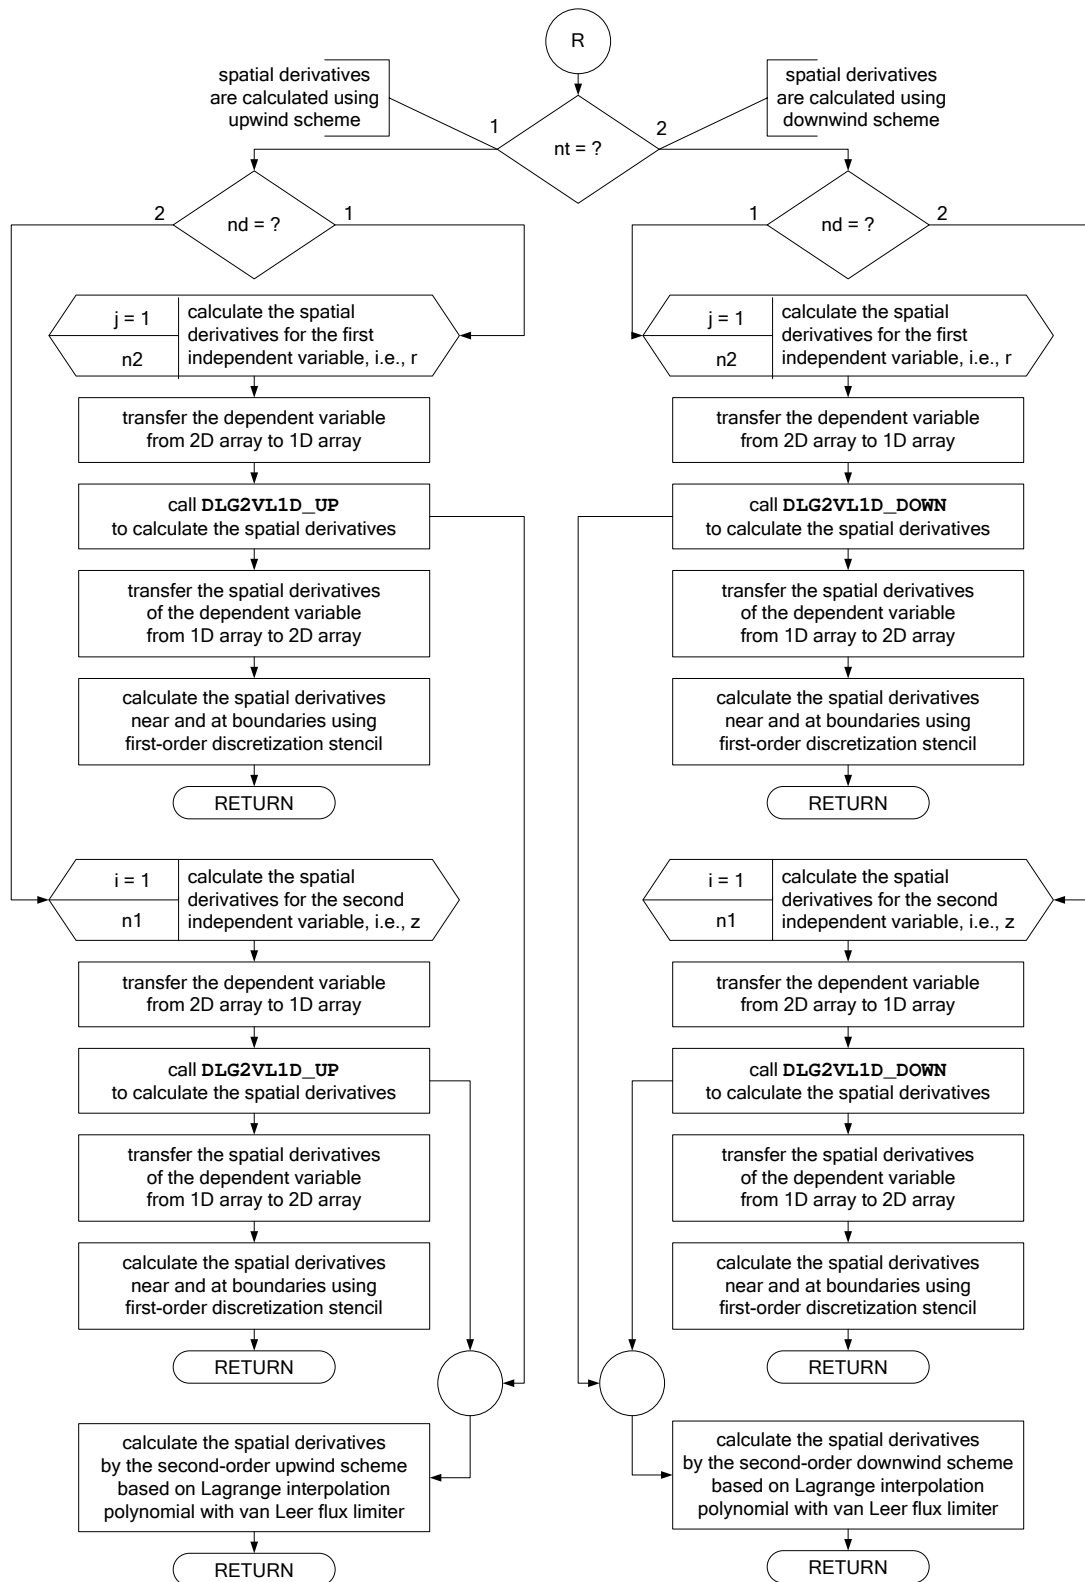 R
spatial derivatives
are calculated using
upwind scheme
spatial derivatives
are calculated using
downwind scheme
1
nt = ?
2
2
nd = ?
1
1
nd = ?
2
j = 1
n2
calculate the spatial
derivatives for the first
independent variable, i.e., r
j = 1
n2
calculate the spatial
derivatives for the first
independent variable, i.e., r
transfer the dependent variable
from 2D array to 1D array
transfer the dependent variable
from 2D array to 1D array
call DLG2VL1D_UP
to calculate the spatial derivatives
call DLG2VL1D_DOWN
to calculate the spatial derivatives
transfer the spatial derivatives
of the dependent variable
from 1D array to 2D array
transfer the spatial derivatives
of the dependent variable
from 1D array to 2D array
calculate the spatial derivatives
near and at boundaries using
first-order discretization stencil
calculate the spatial derivatives
near and at boundaries using
first-order discretization stencil
RETURN
RETURN
i = 1
n1
calculate the spatial
derivatives for the second
independent variable, i.e., z
i = 1
n1
calculate the spatial
derivatives for the second
independent variable, i.e., z
transfer the dependent variable
from 2D array to 1D array
transfer the dependent variable
from 2D array to 1D array
call DLG2VL1D_UP
to calculate the spatial derivatives
call DLG2VL1D_DOWN
to calculate the spatial derivatives
transfer the spatial derivatives
of the dependent variable
from 1D array to 2D array
transfer the spatial derivatives
of the dependent variable
from 1D array to 2D array
calculate the spatial derivatives
near and at boundaries using
first-order discretization stencil
calculate the spatial derivatives
near and at boundaries using
first-order discretization stencil
RETURN
RETURN
calculate the spatial derivatives
by the second-order upwind scheme
based on Lagrange interpolation
polynomial with van Leer flux limiter
calculate the spatial derivatives
by the second-order downwind scheme
based on Lagrange interpolation
polynomial with van Leer flux limiter
RETURN
RETURN